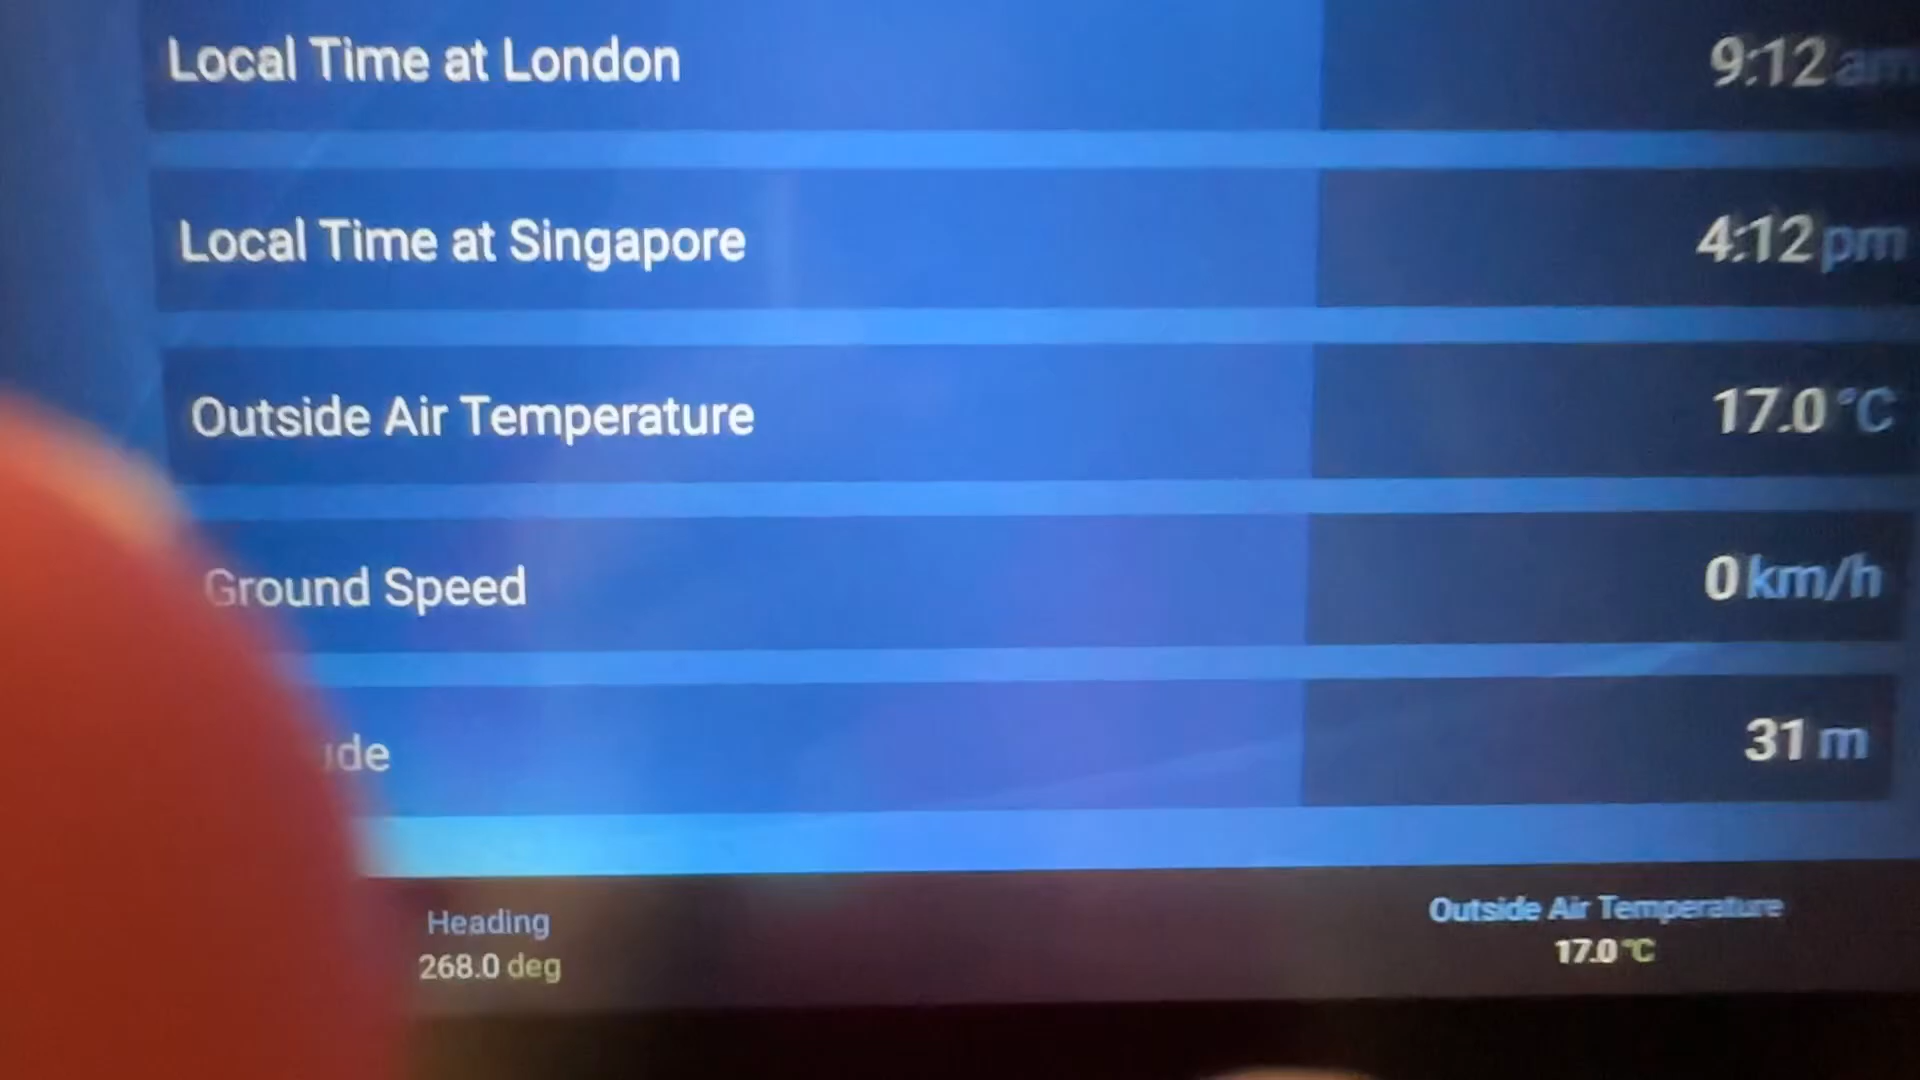 Local Time at London 9:12 am
Local Time at Singapore 4:12 pm
Outside Air Temperature 17.0 °C
Ground Speed 0 km/h
ude 31 m
Heading
268.0 deg
Outside Air Temperature
17.0 °C